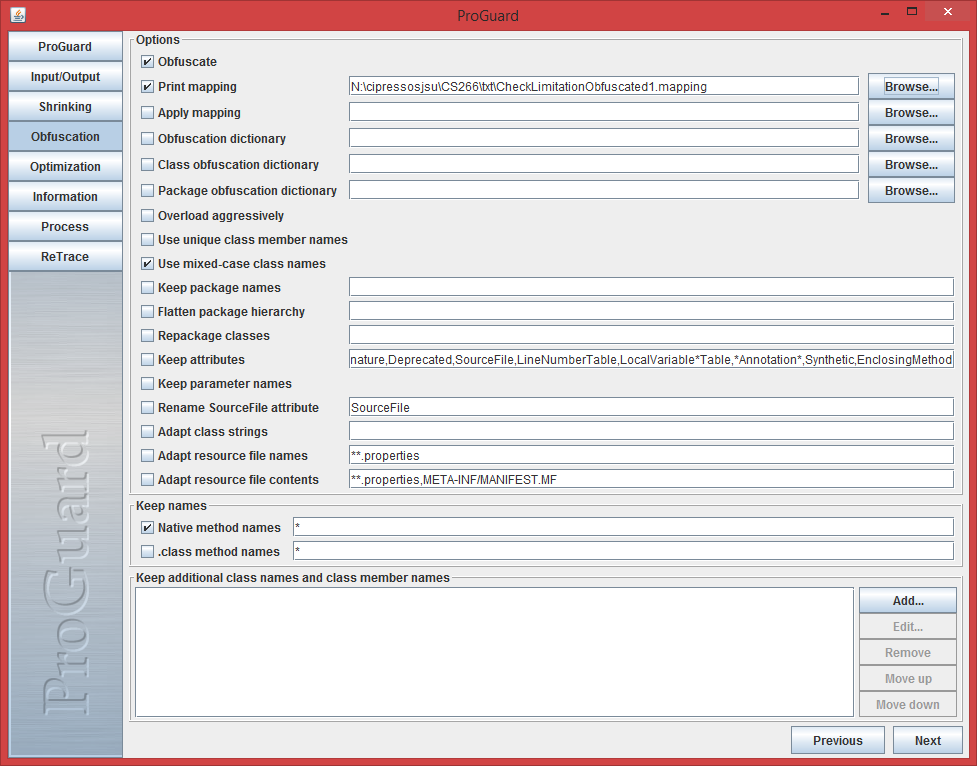 ProGuard
ProGuard
Input/Output
Shrinking
Obfuscation
Optimization
Information
Process
ReTrace
ProGuard
Options
Obfuscate
Print mapping N:\cipressosjsu\CS266\txt\CheckLimitationObfuscated1.mapping Browse...
Apply mapping Browse...
Obfuscation dictionary Browse...
Class obfuscation dictionary Browse...
Package obfuscation dictionary Browse...
Overload aggressively
Use unique class member names
Use mixed-case class names
Keep package names
Flatten package hierarchy
Repackage classes
Keep attributes nature,Deprecated,SourceFile,LineNumberTable,LocalVariable*Table,*Annotation*,Synthetic,EnclosingMethod
Keep parameter names
Rename SourceFile attribute SourceFile
Adapt class strings
Adapt resource file names **.properties
Adapt resource file contents **.properties,META-INF/MANIFEST.MF
Keep names
Native method names *
.class method names *
Keep additional class names and class member names
Add...
Edit...
Remove
Move up
Move down
Previous Next